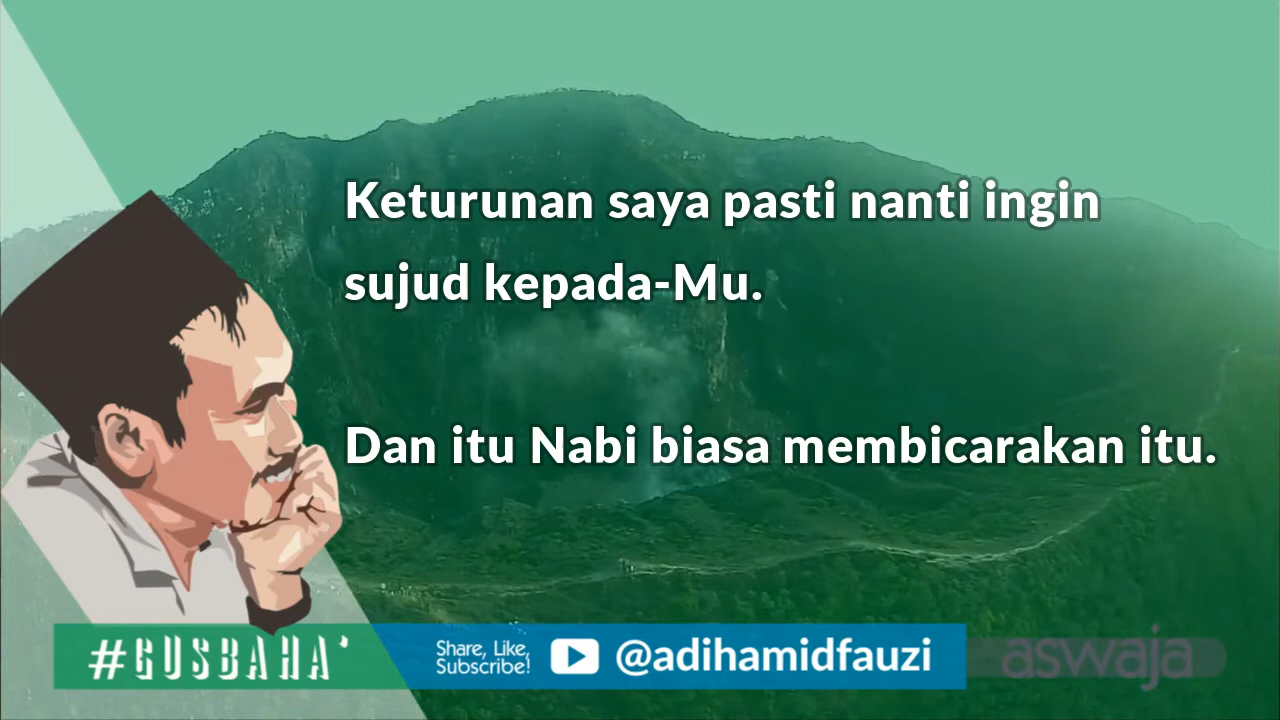 Keturunan saya pasti nanti ingin
sujud kepada-Mu.
Dan itu Nabi biasa membicarakan itu.
#GUSBAHA'
Share, Like,
Subscribe!
@adihamidfauzi
aswaja